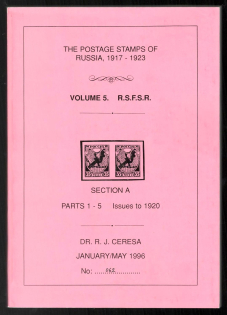 THE POSTAGE STAMPS OF
RUSSIA, 1917 - 1923
VOLUME 5. R.S.F.S.R.
SECTION A
PARTS 1 - 5 Issues to 1920
DR. R. J. CERESA
JANUARY/MAY 1996
No: .....262.............